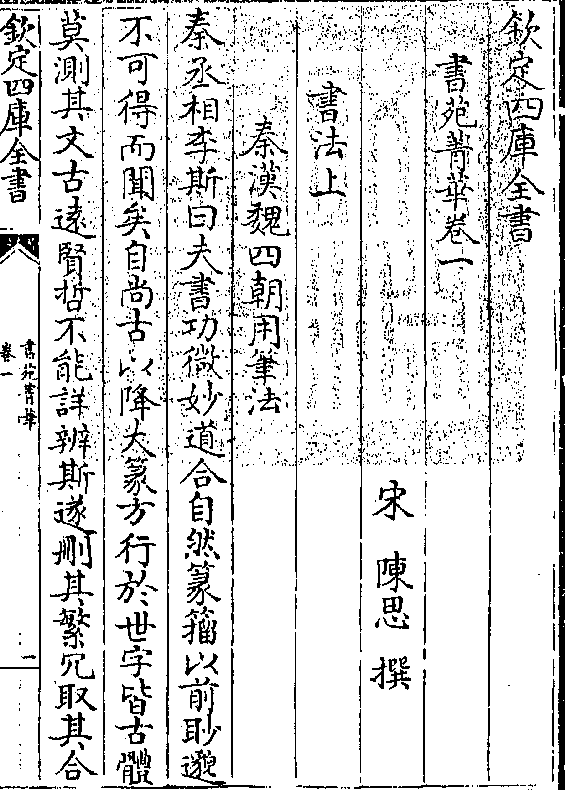 欽定四庫全書
書苑菁華卷一
宋 陳思 撰
書法上
秦漢魏四朝用筆法
秦丞相李斯曰夫書功微妙道合自然篆籀以前眇邈
不可得而聞矣自尚古以降大篆方行於世字皆古體
莫測其文古遠賢哲不能詳辨斯遂刪其繁冗取其合
欽定四庫全書
書苑菁華
卷一
一